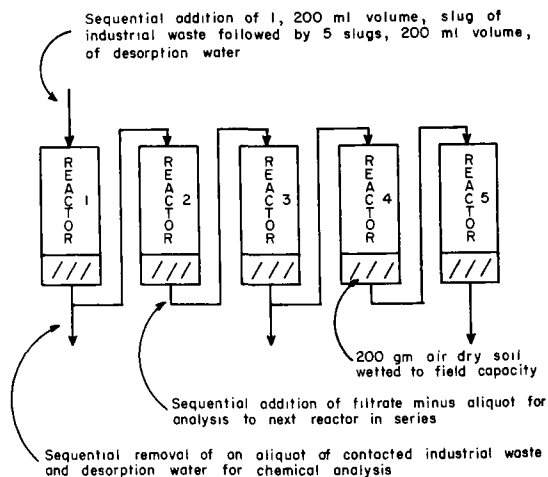 Sequential addition of 1, 200 ml volume, slug of
industrial waste followed by 5 slugs, 200 ml volume,
of desorption water
REACTOR 1
REACTOR 2
REACTOR 3
REACTOR 4
REACTOR 5
200 gm air dry soil
wetted to field capacity
Sequential addition of filtrate minus aliquot for
analysis to next reactor in series
Sequential removal of an aliquot of contacted industrial waste
and desorption water for chemical analysis